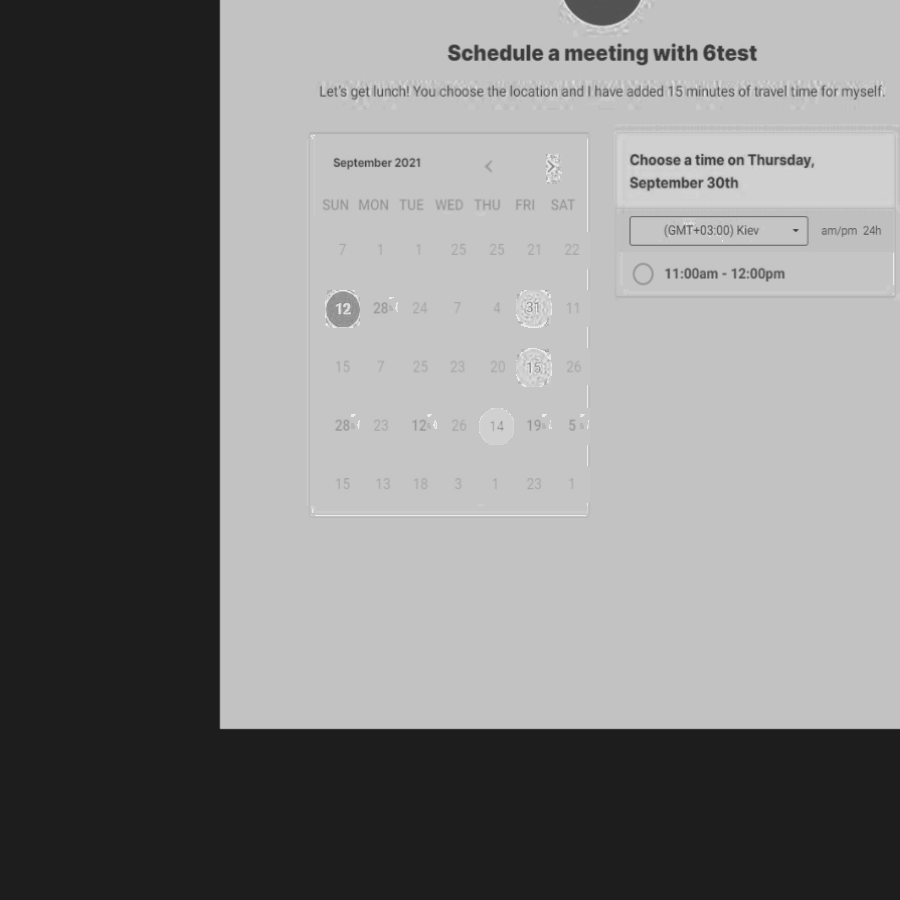 Schedule a meeting with 6test
Let's get lunch! You choose the location and I have added 15 minutes of travel time for myself.
September 2021
SUN MON TUE WED THU FRI SAT
7 1 1 25 25 21 22
12 28 24 7 4 31 11
15 7 25 23 20 15 26
28 23 12 26 14 19 5
15 13 18 3 1 23 1
Choose a time on Thursday,
September 30th
(GMT+03:00) Kiev am/pm 24h
11:00am - 12:00pm